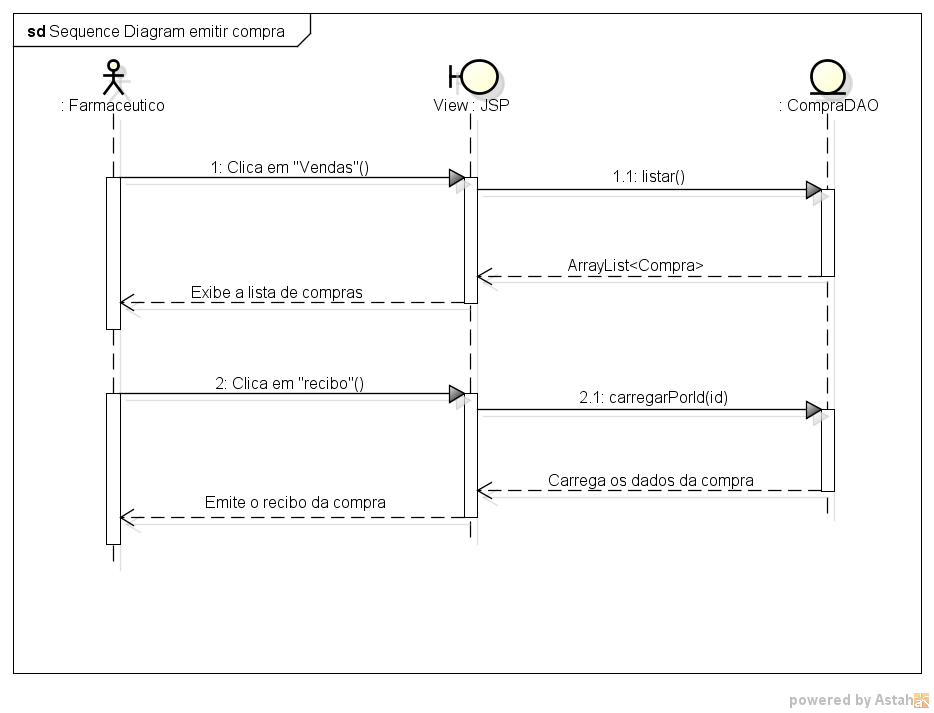 sd Sequence Diagram emitir compra
: Farmaceutico
View : JSP
: CompraDAO
1: Clica em "Vendas"()
1.1: listar()
ArrayList<Compra>
Exibe a lista de compras
2: Clica em "recibo"()
2.1: carregarPorId(id)
Carrega os dados da compra
Emite o recibo da compra
powered by Astah